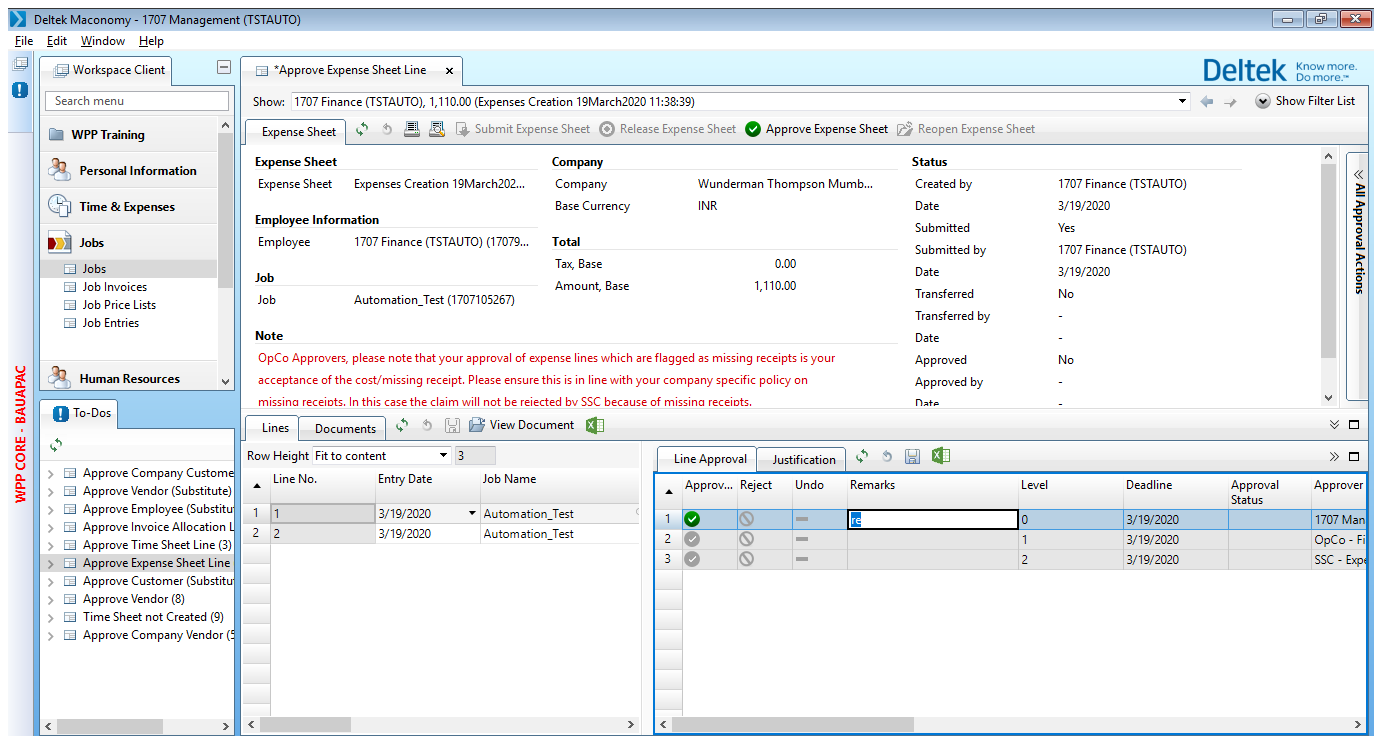 Deltek Maconomy - 1707 Management (TSTAUTO)
File Edit Window Help
WPP CORE - BAUAPAC
Workspace Client
Search menu
WPP Training
Personal Information
Time & Expenses
Jobs
Jobs
Job Invoices
Job Price Lists
Job Entries
Human Resources
To-Dos
Approve Company Custome
Approve Vendor (Substitute)
Approve Employee (Substitu
Approve Invoice Allocation L
Approve Time Sheet Line (3)
Approve Expense Sheet Line
Approve Customer (Substitu
Approve Vendor (8)
Time Sheet not Created (9)
Approve Company Vendor (5
*Approve Expense Sheet Line x
Deltek Know more. Do more.™
Show: 1707 Finance (TSTAUTO), 1,110.00 (Expenses Creation 19March2020 11:38:39)
Show Filter List
Expense Sheet
Submit Expense Sheet Release Expense Sheet Approve Expense Sheet Reopen Expense Sheet
Expense Sheet
Expense Sheet Expenses Creation 19March202...
Employee Information
Employee 1707 Finance (TSTAUTO) (17079...
Job
Job Automation_Test (1707105267)
Note
OpCo Approvers, please note that your approval of expense lines which are flagged as missing receipts is your
acceptance of the cost/missing receipt. Please ensure this is in line with your company specific policy on
missing receipts. In this case the claim will not be rejected by SSC because of missing receipts.
Company
Company Wunderman Thompson Mumb...
Base Currency INR
Total
Tax, Base 0.00
Amount, Base 1,110.00
Status
Created by 1707 Finance (TSTAUTO)
Date 3/19/2020
Submitted Yes
Submitted by 1707 Finance (TSTAUTO)
Date 3/19/2020
Transferred No
Transferred by -
Date -
Approved No
Approved by -
Date -
All Approval Actions
Lines Documents View Document
Row Height Fit to content 3
Line No. Entry Date Job Name
1 1 3/19/2020 Automation_Test
2 2 3/19/2020 Automation_Test
Line Approval Justification
Approv... Reject Undo Remarks Level Deadline Approval Status Approver
1 re 0 3/19/2020 1707 Man
2 1 3/19/2020 OpCo - Fi
3 2 3/19/2020 SSC - Expe